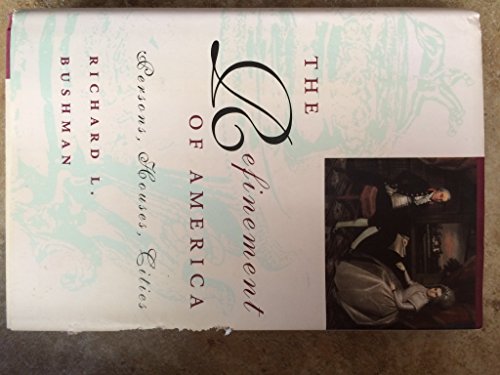 THE
Refinement
OF AMERICA
Persons, Houses, Cities
RICHARD L.
BUSHMAN